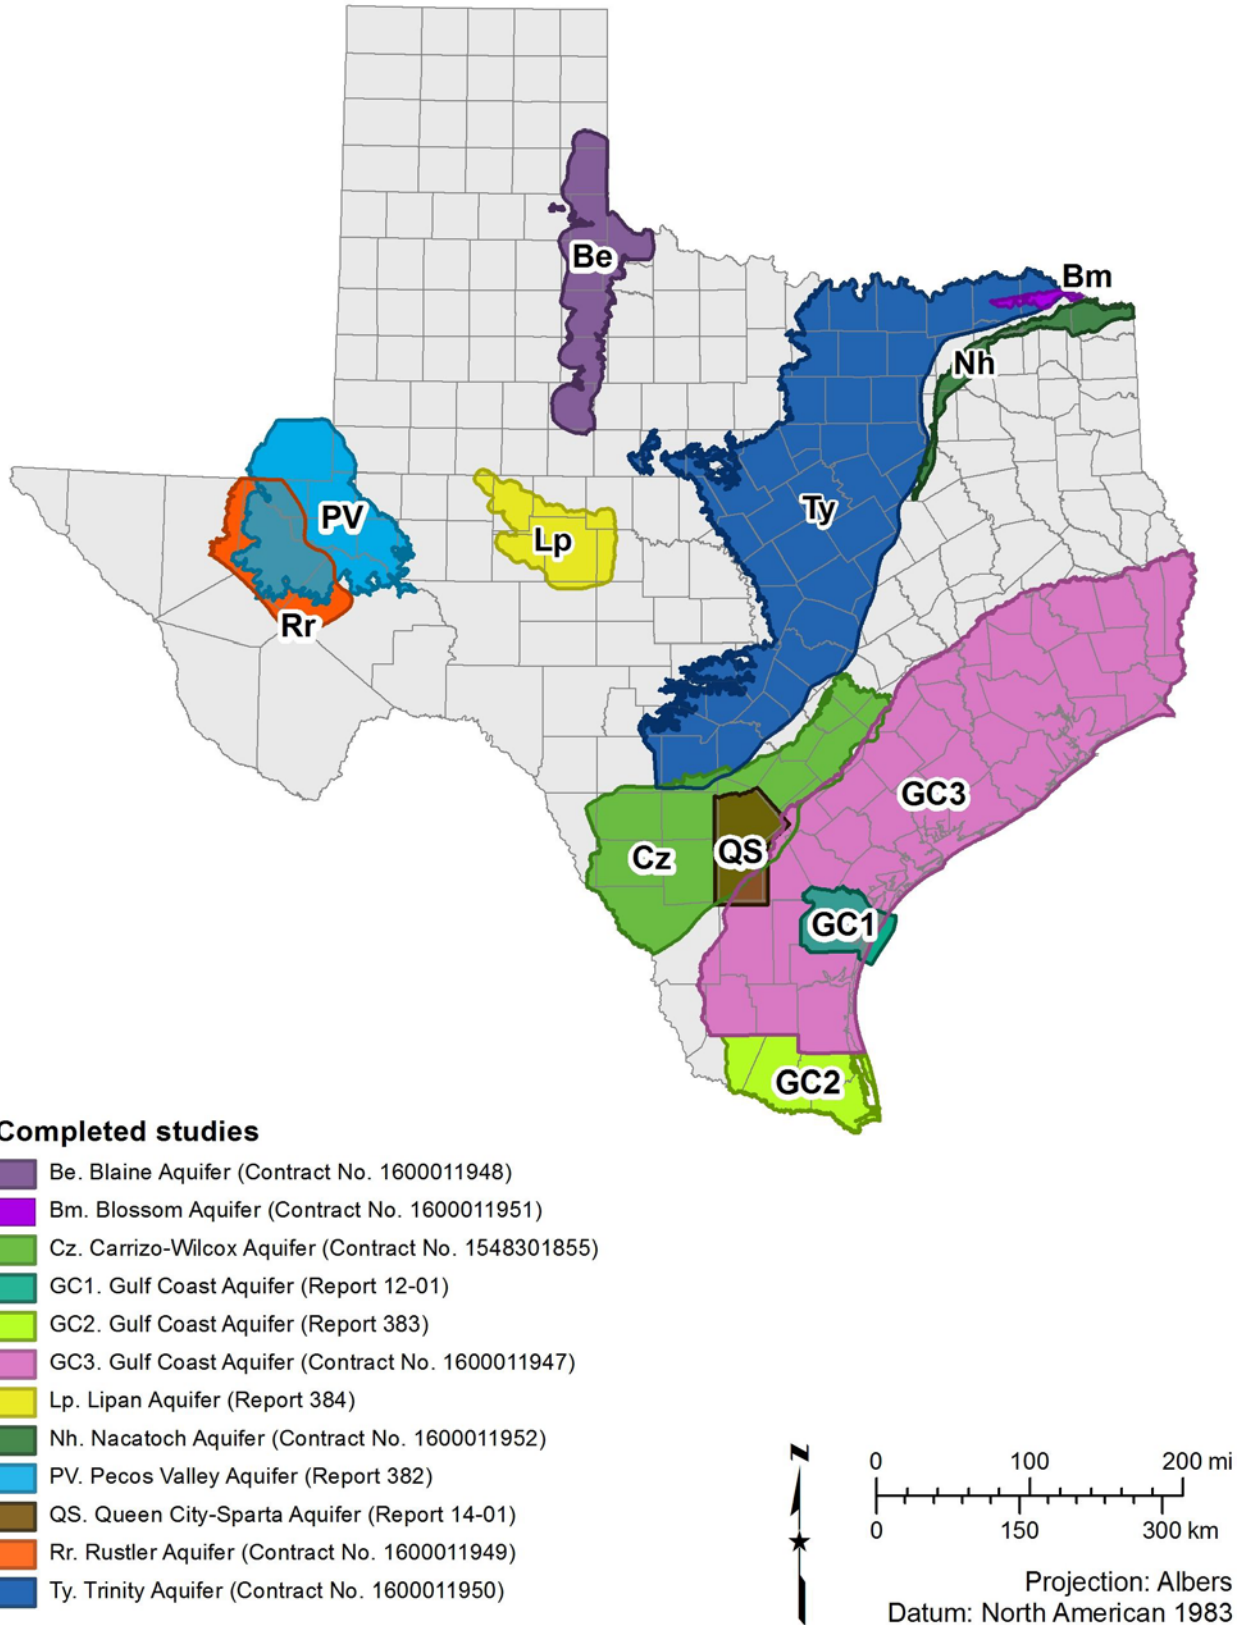 Be
Bm
Nh
Ty
PV
Lp
Rr
GC3
QS
Cz
GC1
GC2
Completed studies
Be. Blaine Aquifer (Contract No. 1600011948)
Bm. Blossom Aquifer (Contract No. 1600011951)
Cz. Carrizo-Wilcox Aquifer (Contract No. 1548301855)
GC1. Gulf Coast Aquifer (Report 12-01)
GC2. Gulf Coast Aquifer (Report 383)
GC3. Gulf Coast Aquifer (Contract No. 1600011947)
Lp. Lipan Aquifer (Report 384)
Nh. Nacatoch Aquifer (Contract No. 1600011952)
PV. Pecos Valley Aquifer (Report 382)
QS. Queen City-Sparta Aquifer (Report 14-01)
Rr. Rustler Aquifer (Contract No. 1600011949)
Ty. Trinity Aquifer (Contract No. 1600011950)
N
0 100 200 mi
0 150 300 km
Projection: Albers
Datum: North American 1983